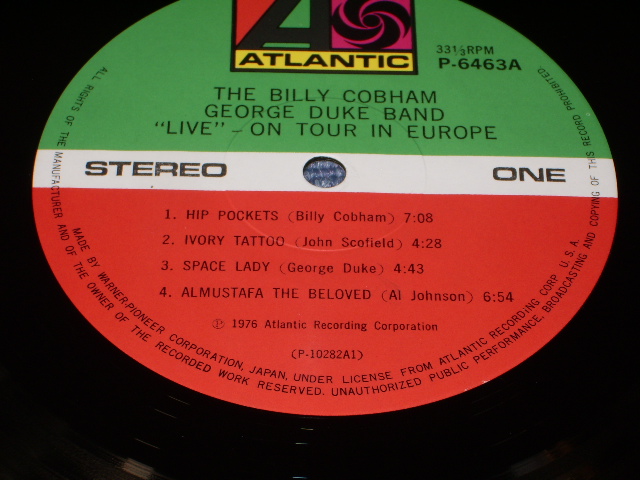 ATLANTIC
33⅓RPM
P-6463A
THE BILLY COBHAM
GEORGE DUKE BAND
"LIVE" – ON TOUR IN EUROPE
STEREO
ONE
1. HIP POCKETS (Billy Cobham) 7:08
2. IVORY TATTOO (John Scofield) 4:28
3. SPACE LADY (George Duke) 4:43
4. ALMUSTAFA THE BELOVED (Al Johnson) 6:54
Ⓟ 1976 Atlantic Recording Corporation
(P-10282A1)
MADE BY WARNER-PIONEER CORPORATION, JAPAN, UNDER LICENSE FROM ATLANTIC RECORDING CORP. U.S.A.
ALL RIGHTS OF THE MANUFACTURER AND OF THE OWNER OF THE RECORDED WORK RESERVED. UNAUTHORIZED PUBLIC PERFORMANCE, BROADCASTING AND COPYING OF THIS RECORD PROHIBITED.